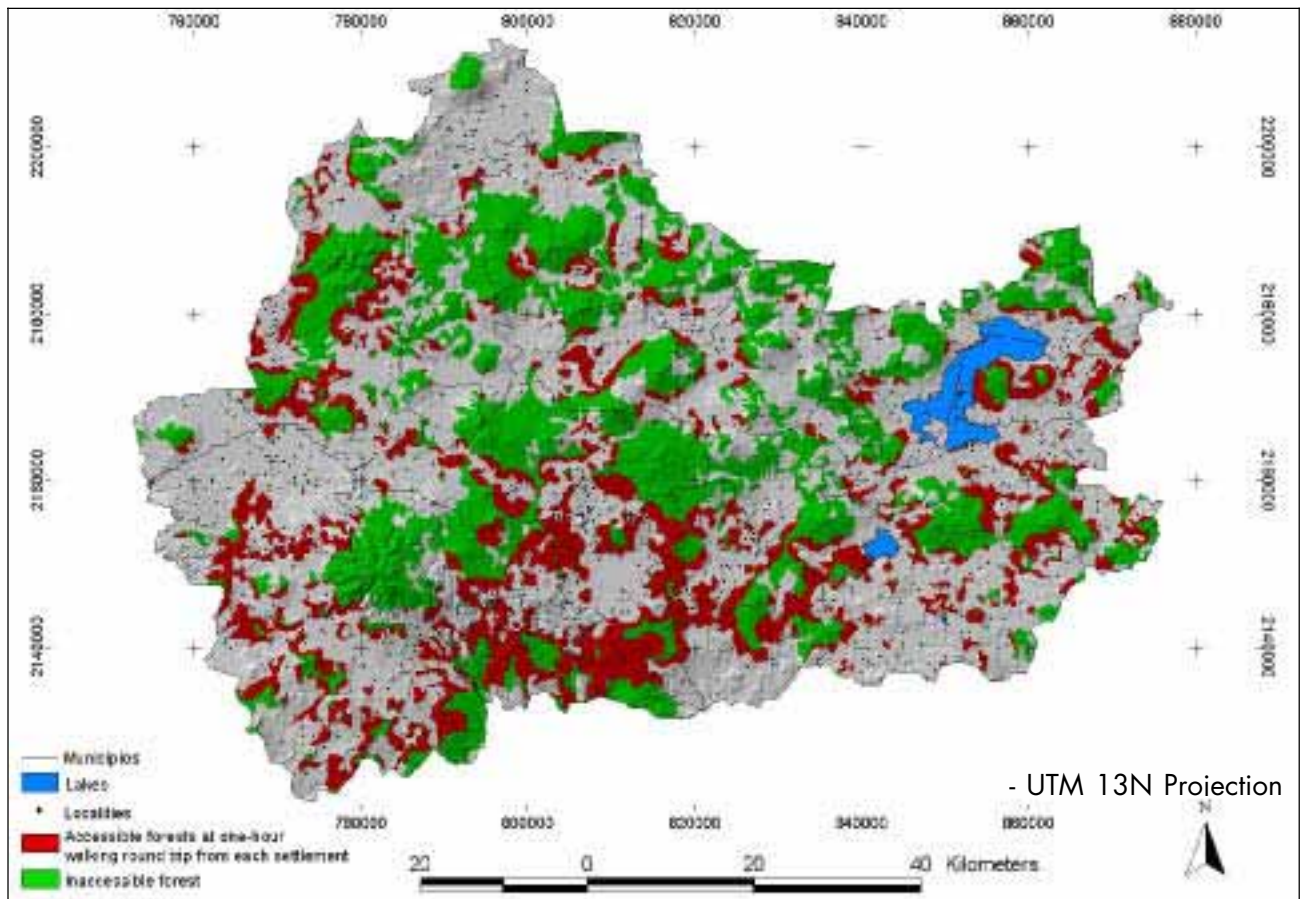 760000 780000 800000 820000 840000 860000 880000
2200000 2200000
2180000 2180000
2160000 2160000
2140000 2140000
Municipios
Lakes
Localities
Accessible forests at one-hour
walking round trip from each settlement
Inaccessible forest
- UTM 13N Projection
N
780000 800000 820000 840000 860000
20 0 20 40 Kilometers